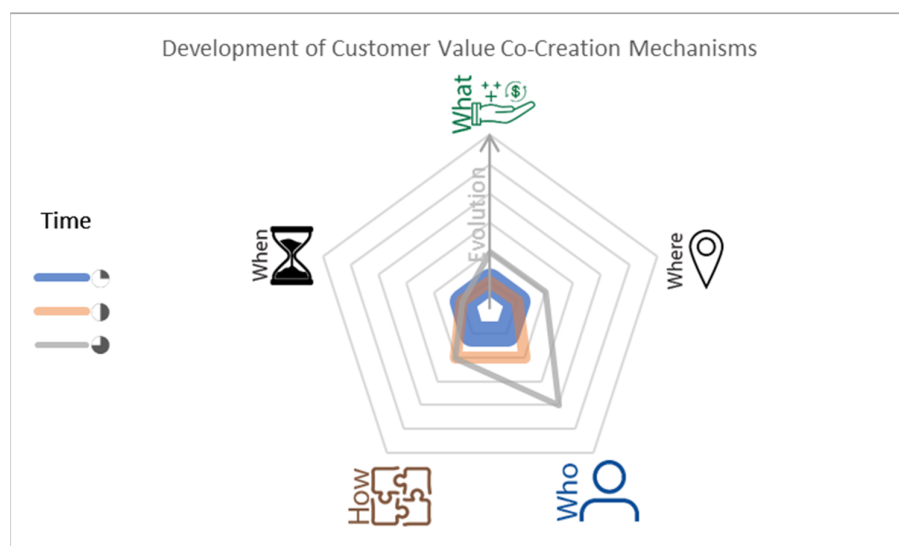 Development of Customer Value Co-Creation Mechanisms
What
$
Evolution
Time
When
Where
How
Who